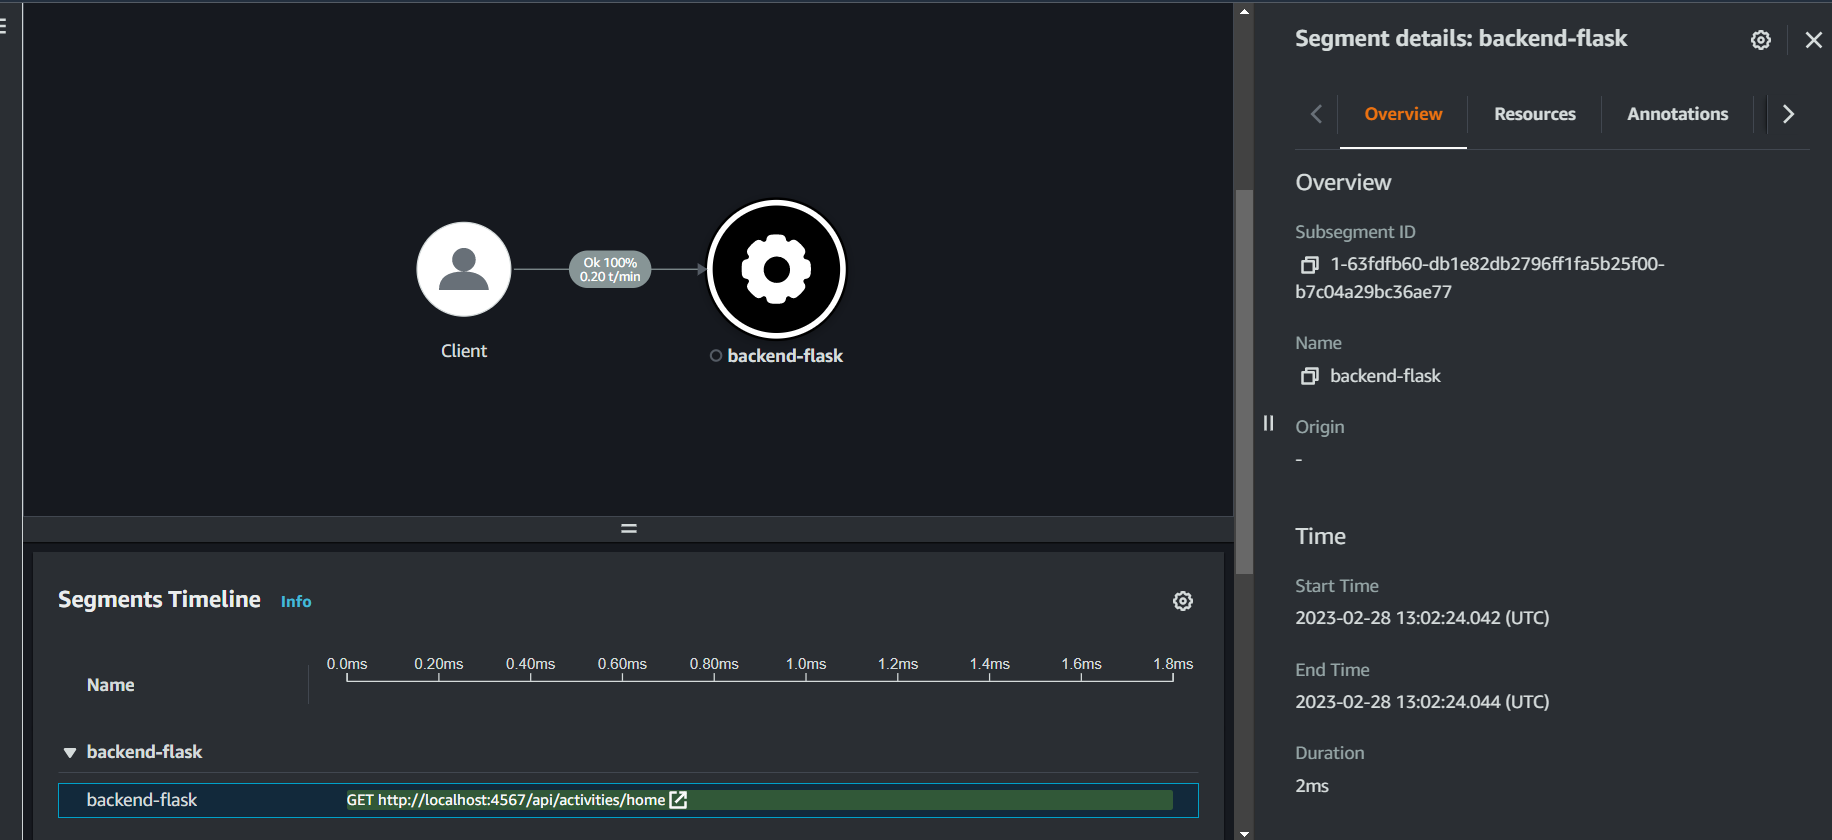 Ok 100%
0.20 t/min
Client
backend-flask
Segments Timeline Info
0.0ms 0.20ms 0.40ms 0.60ms 0.80ms 1.0ms 1.2ms 1.4ms 1.6ms 1.8ms
Name
backend-flask
backend-flask GET http://localhost:4567/api/activities/home
Segment details: backend-flask
Overview Resources Annotations
Overview
Subsegment ID
1-63fdfb60-db1e82db2796ff1fa5b25f00-
b7c04a29bc36ae77
Name
backend-flask
Origin
-
Time
Start Time
2023-02-28 13:02:24.042 (UTC)
End Time
2023-02-28 13:02:24.044 (UTC)
Duration
2ms